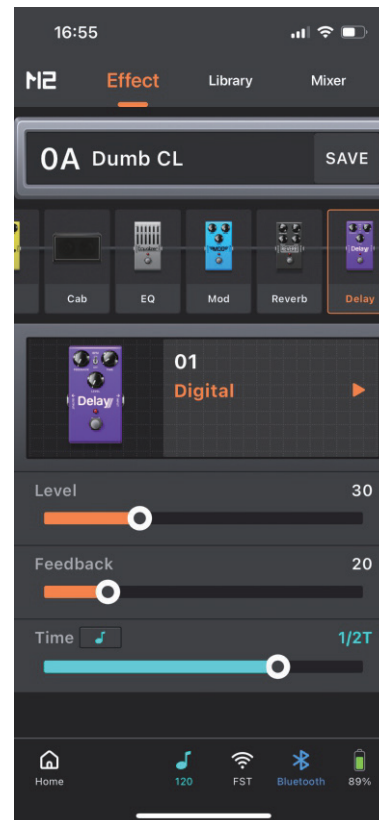 16:55
M2
Effect
Library
Mixer
0A Dumb CL
SAVE
Cab
EQ
Mod
Reverb
Delay
Delay
01
Digital
Level
30
Feedback
20
Time
1/2T
Home
120
FST
Bluetooth
89%